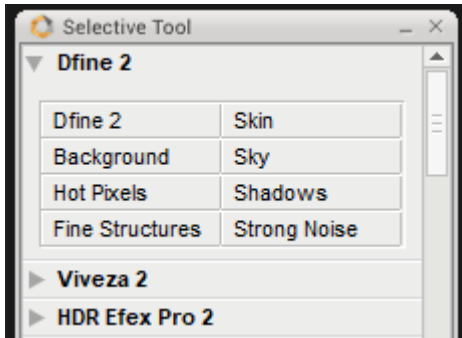 Selective Tool
Dfine 2
Dfine 2 Skin
Background Sky
Hot Pixels Shadows
Fine Structures Strong Noise
Viveza 2
HDR Efex Pro 2